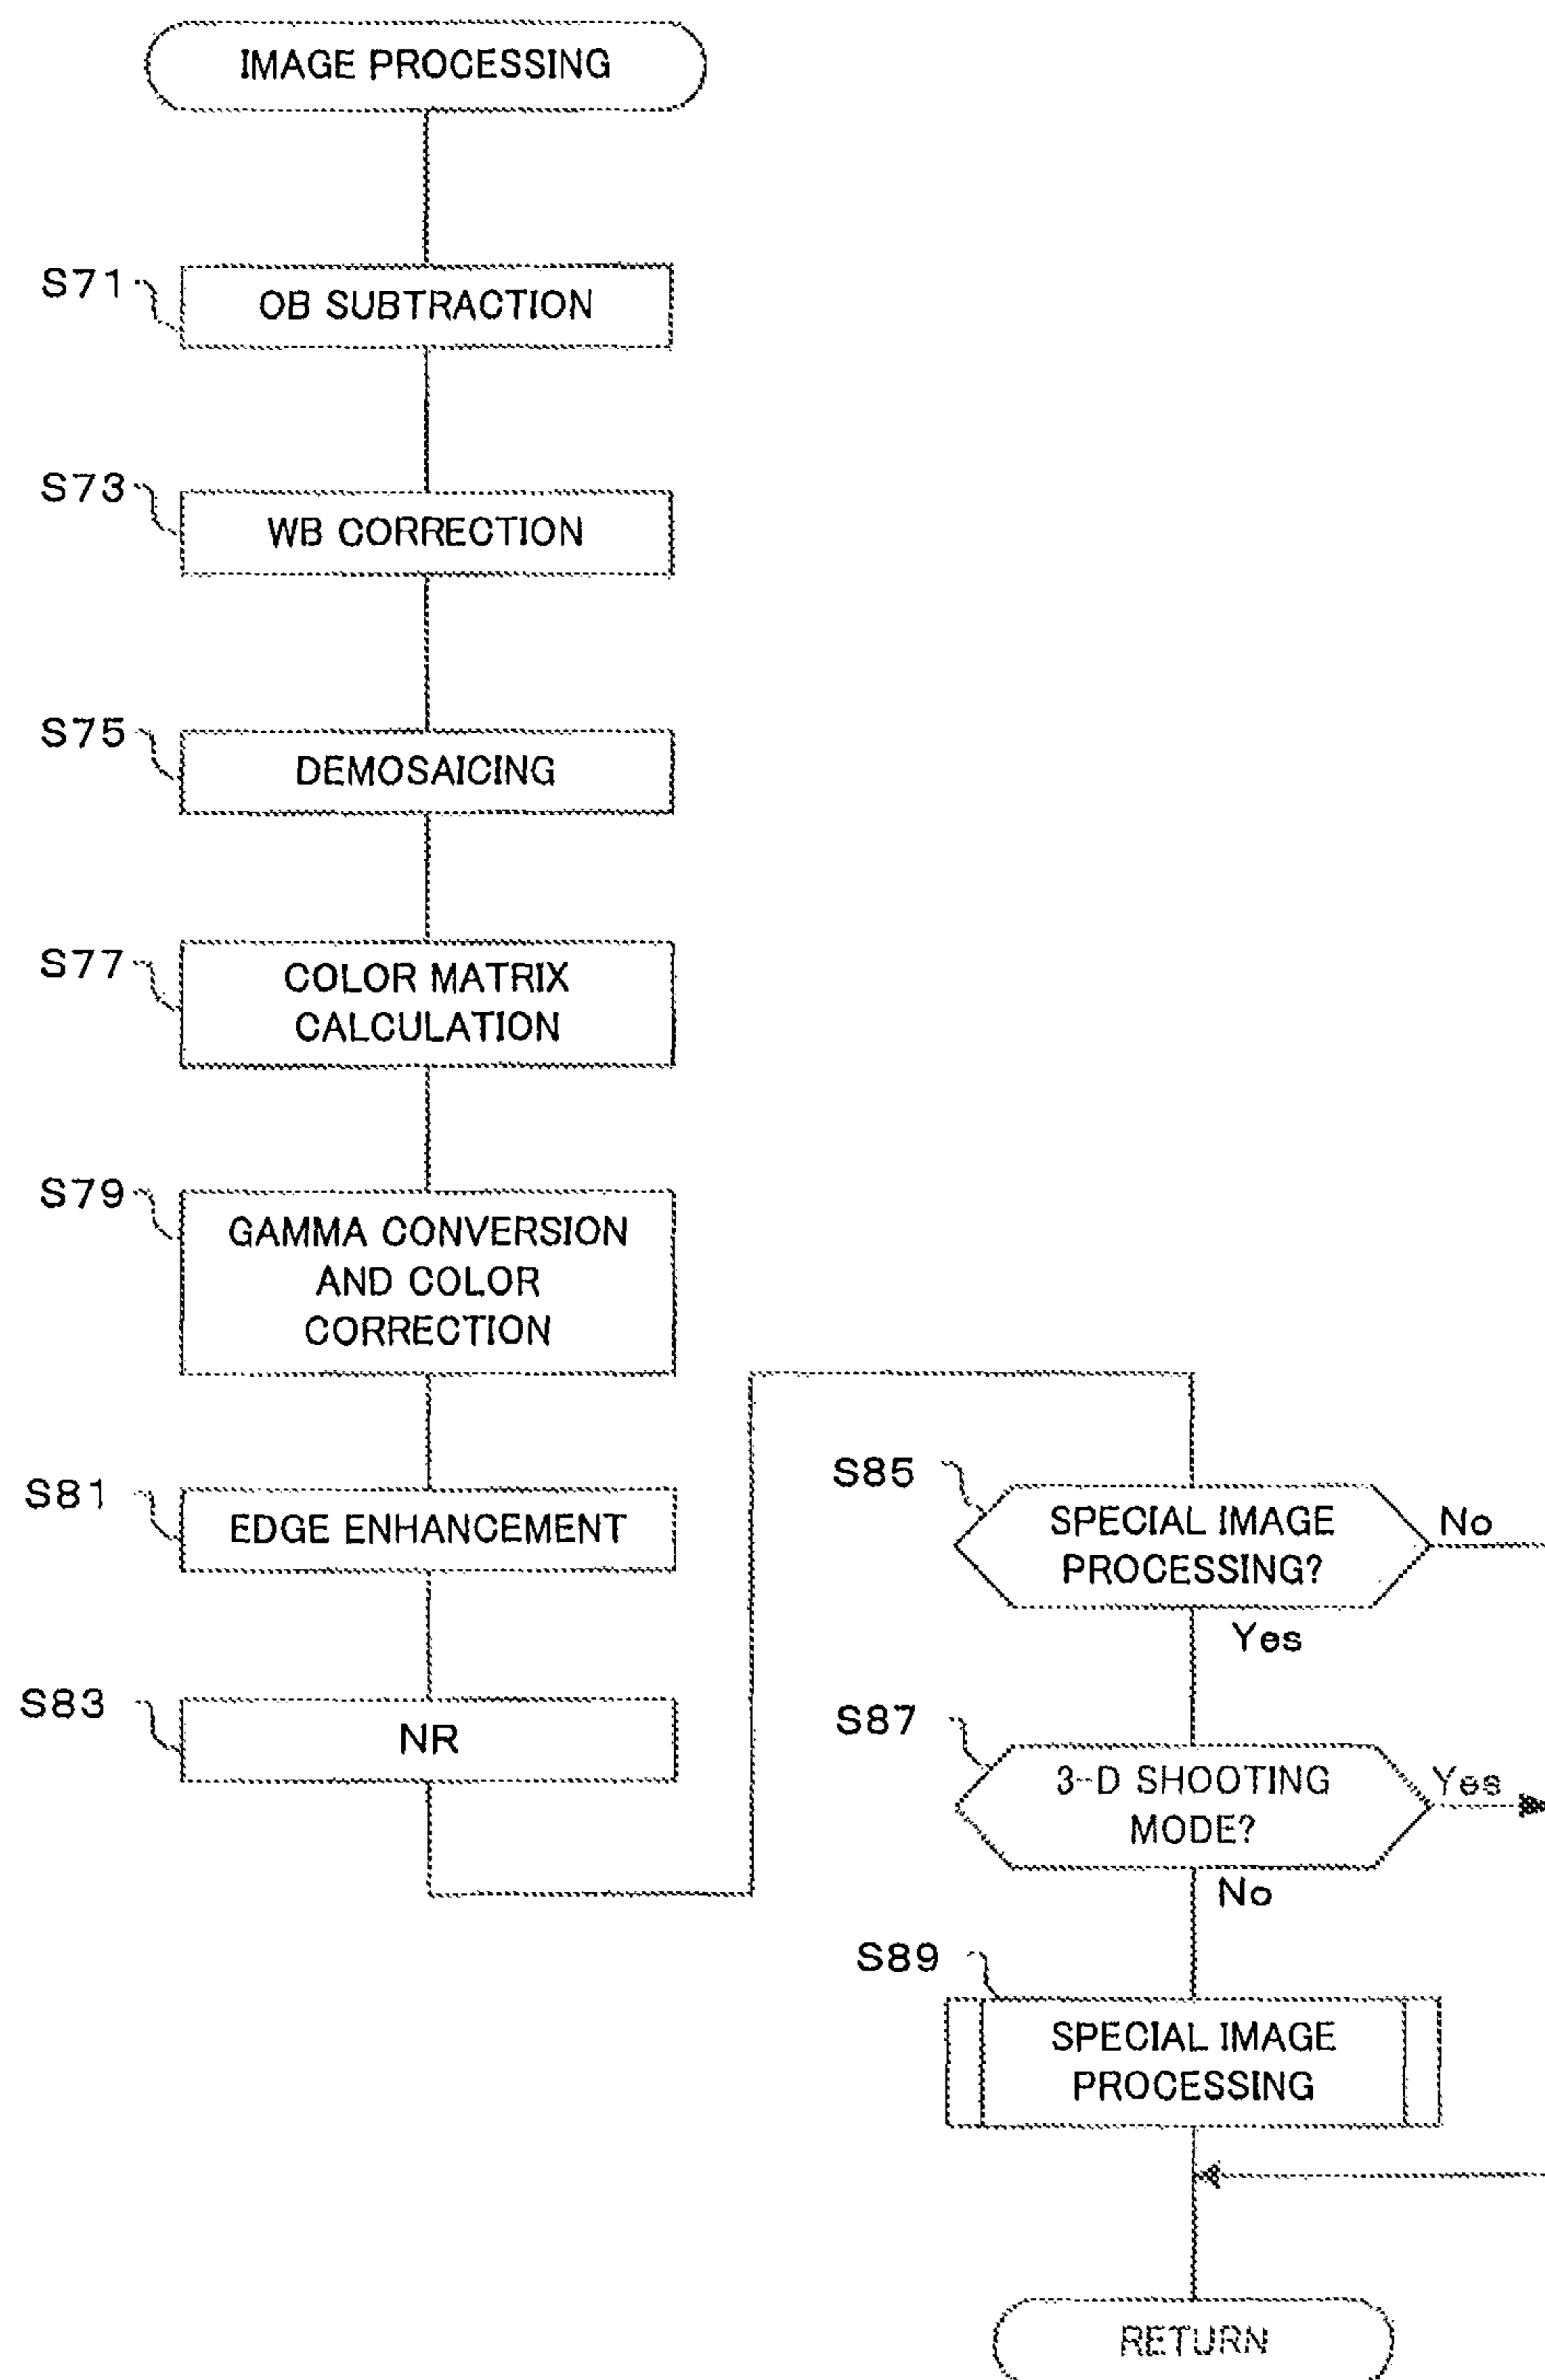 IMAGE PROCESSING
S71
OB SUBTRACTION
S73
WB CORRECTION
S75
DEMOSAICING
S77
COLOR MATRIX
CALCULATION
S79
GAMMA CONVERSION
AND COLOR
CORRECTION
S81
EDGE ENHANCEMENT
S83
NR
S85
SPECIAL IMAGE
PROCESSING?
No
Yes
S87
3-D SHOOTING
MODE?
Yes
No
S89
SPECIAL IMAGE
PROCESSING
RETURN